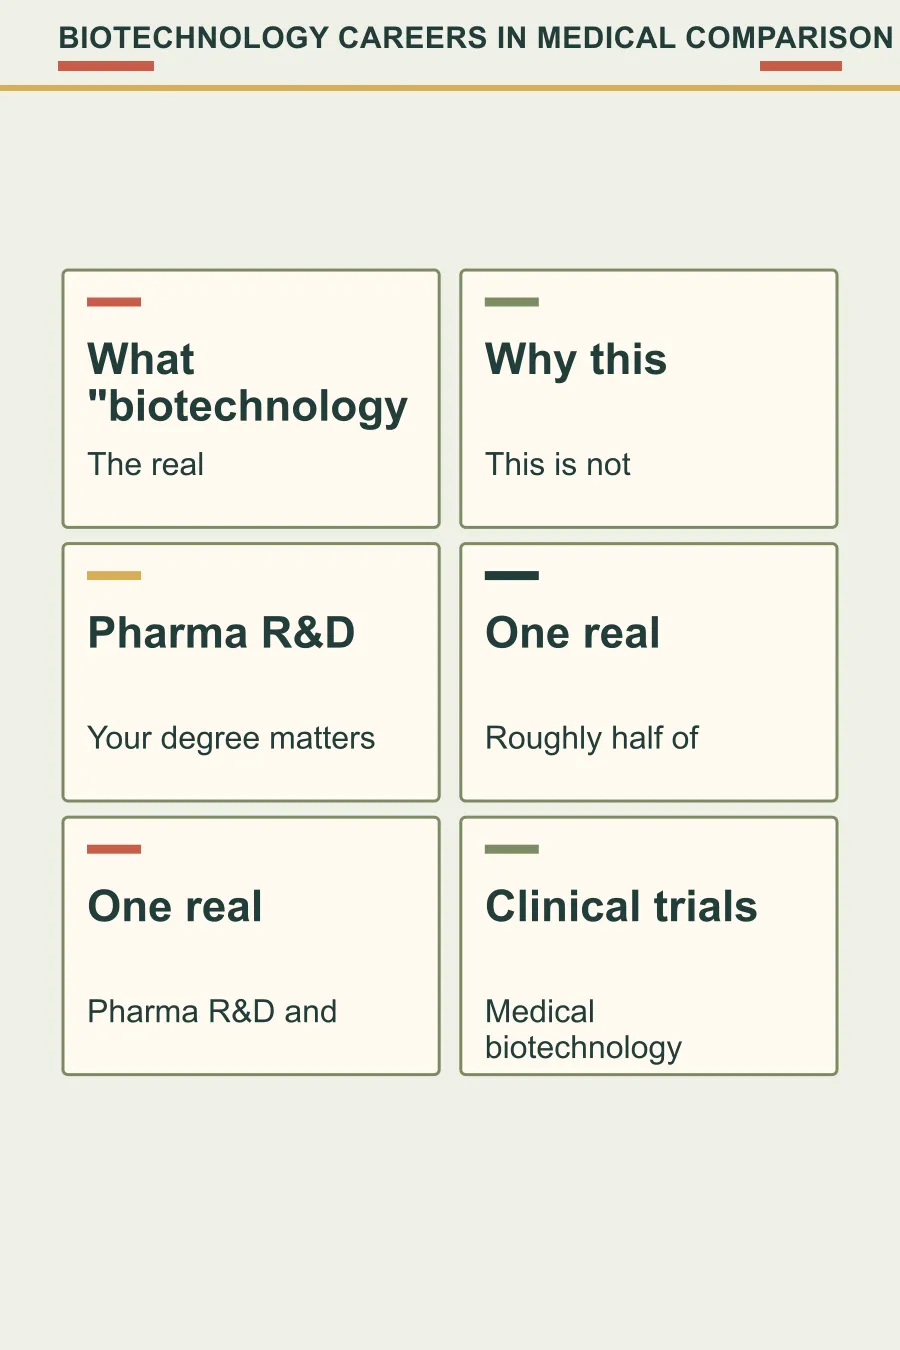 BIOTECHNOLOGY CAREERS IN MEDICAL COMPARISON
What
"biotechnology
The real
Why this
This is not
Pharma R&D
Your degree matters
One real
Roughly half of
One real
Pharma R&D and
Clinical trials
Medical
biotechnology